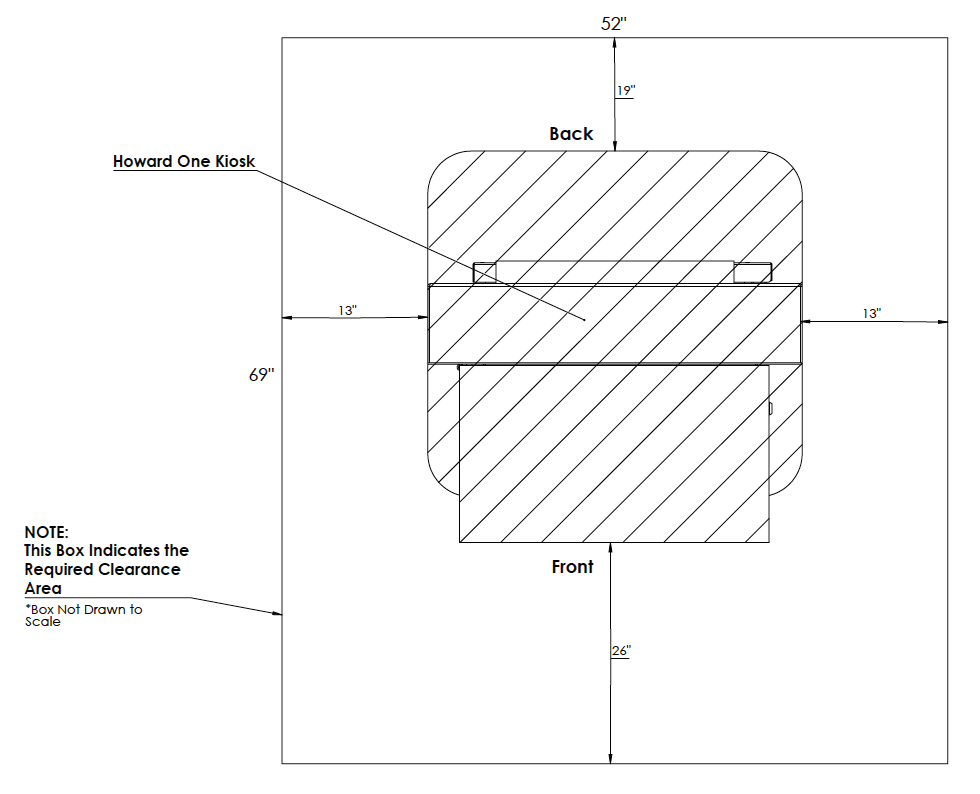 52"
19"
Back
Howard One Kiosk
13"
13"
69"
NOTE:
This Box Indicates the
Required Clearance
Area
*Box Not Drawn to
Scale
Front
26"